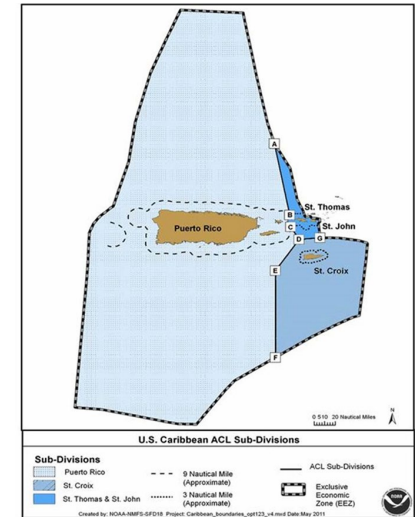 A
St. Thomas
B
C
St. John
Puerto Rico
D
G
St. Croix
E
F
0 5 10 20 Nautical Miles
N
U.S. Caribbean ACL Sub-Divisions
Sub-Divisions
Puerto Rico
St. Croix
St. Thomas & St. John
9 Nautical Mile
(Approximate)
3 Nautical Mile
(Approximate)
ACL Sub-Divisions
Exclusive
Economic
Zone (EEZ)
NOAA
Created by: NOAA-NMFS-SFD18 Project: Caribbean_boundaries_opt123_v4.mxd Date:May 2011